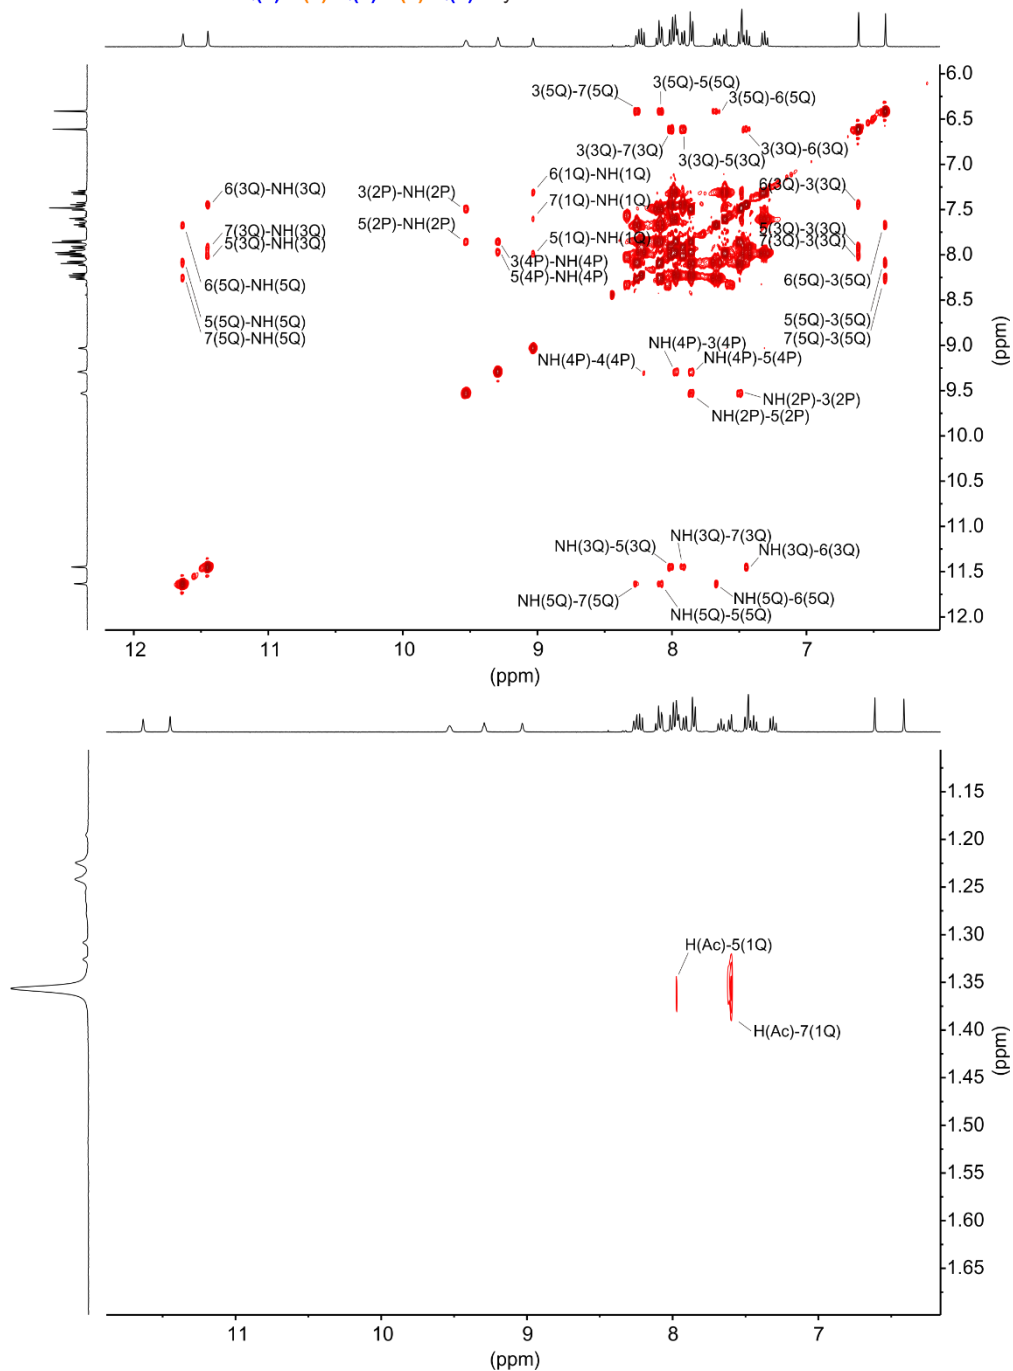 3(5Q)-7(5Q)
3(5Q)-5(5Q)
3(5Q)-6(5Q)
3(3Q)-7(3Q)
3(3Q)-5(3Q)
3(3Q)-6(3Q)
6(3Q)-NH(3Q)
3(2P)-NH(2P)
6(1Q)-NH(1Q)
7(1Q)-NH(1Q)
6(3Q)-3(3Q)
7(3Q)-NH(3Q)
5(3Q)-NH(3Q)
5(2P)-NH(2P)
5(1Q)-NH(1Q)
3(4P)-NH(4P)
5(4P)-NH(4P)
5(3Q)-3(3Q)
7(3Q)-3(3Q)
6(5Q)-NH(5Q)
6(5Q)-3(5Q)
5(5Q)-NH(5Q)
7(5Q)-NH(5Q)
5(5Q)-3(5Q)
7(5Q)-3(5Q)
NH(4P)-4(4P)
NH(4P)-3(4P)
NH(4P)-5(4P)
NH(2P)-3(2P)
NH(2P)-5(2P)
NH(3Q)-5(3Q)
NH(3Q)-7(3Q)
NH(3Q)-6(3Q)
NH(5Q)-7(5Q)
NH(5Q)-5(5Q)
NH(5Q)-6(5Q)
6.0
6.5
7.0
7.5
8.0
8.5
9.0
9.5
10.0
10.5
11.0
11.5
12.0
(ppm)
12 11 10 9 8 7
(ppm)
H(Ac)-5(1Q)
H(Ac)-7(1Q)
1.15
1.20
1.25
1.30
1.35
1.40
1.45
1.50
1.55
1.60
1.65
(ppm)
11 10 9 8 7
(ppm)